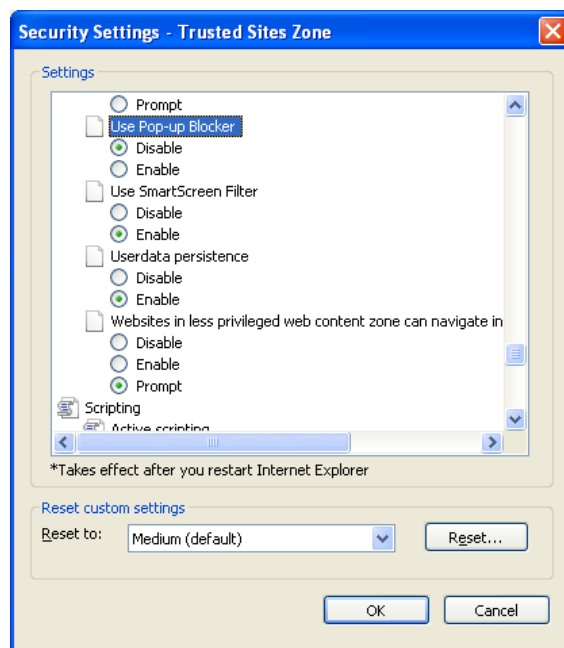 Security Settings - Trusted Sites Zone
Settings
Prompt
Use Pop-up Blocker
Disable
Enable
Use SmartScreen Filter
Disable
Enable
Userdata persistence
Disable
Enable
Websites in less privileged web content zone can navigate in
Disable
Enable
Prompt
Scripting
Active scripting
*Takes effect after you restart Internet Explorer
Reset custom settings
Reset to: Medium (default) Reset...
OK Cancel